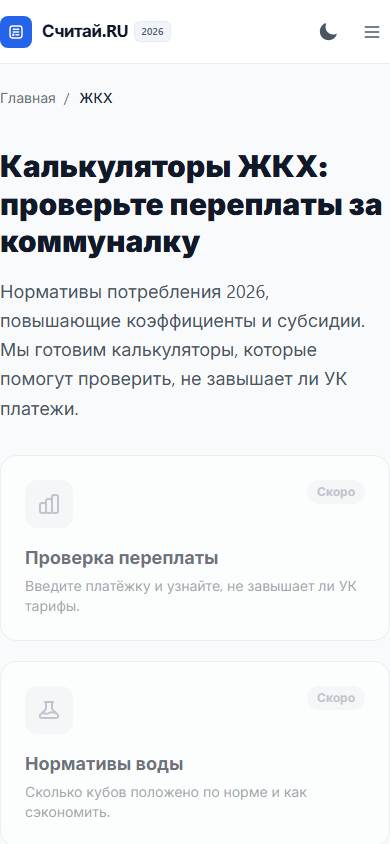 Считай.RU 2026
Главная / ЖКХ
Калькуляторы ЖКХ:
проверьте переплаты за
коммуналку
Нормативы потребления 2026,
повышающие коэффициенты и субсидии.
Мы готовим калькуляторы, которые
помогут проверить, не завышает ли УК
платежи.
Скоро
Проверка переплаты
Введите платёжку и узнайте, не завышает ли УК
тарифы.
Скоро
Нормативы воды
Сколько кубов положено по норме и как
сэкономить.